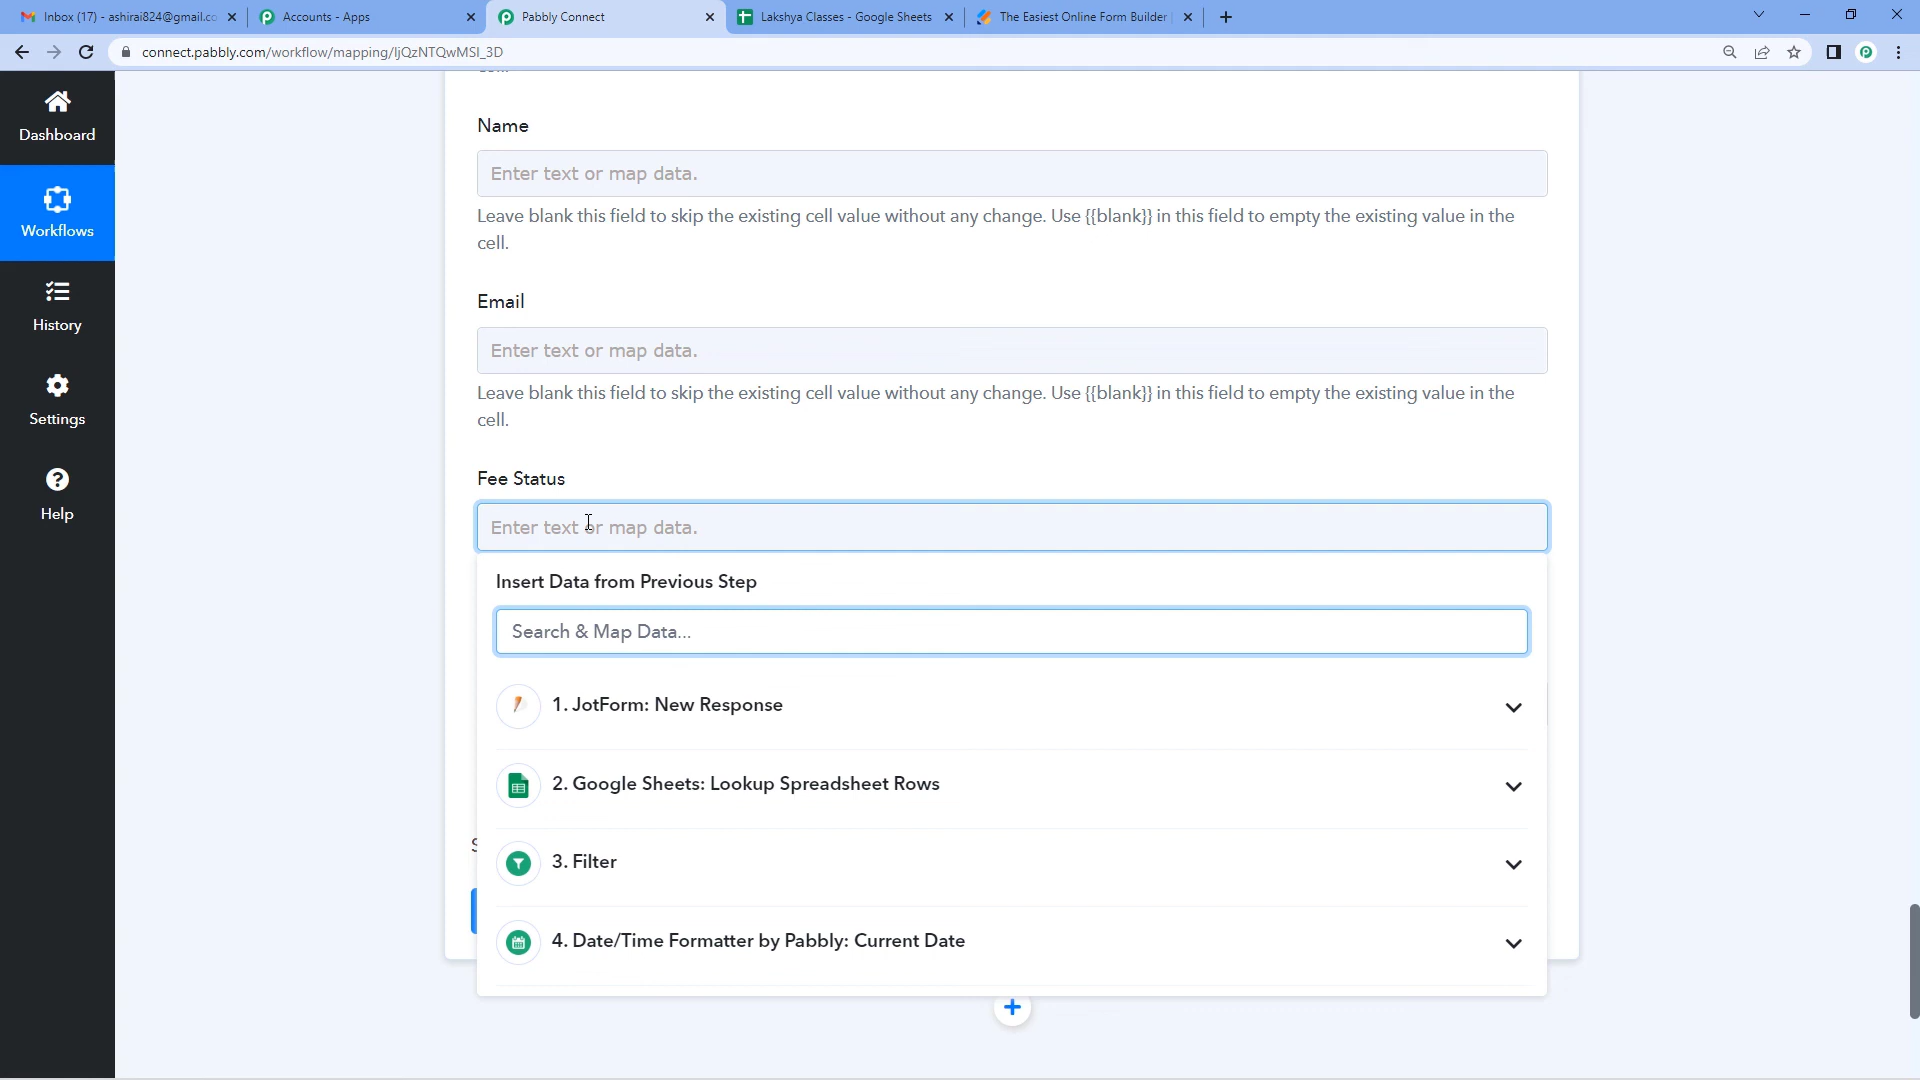 Inbox (17) - ashirai824@gmail.co
Accounts - Apps
Pabbly Connect
Lakshya Classes - Google Sheets
The Easiest Online Form Builder
connect.pabbly.com/workflow/mapping/IjQzNTQwMSI_3D
Dashboard
Workflows
History
Settings
Help
Name
Enter text or map data.
Leave blank this field to skip the existing cell value without any change. Use {{blank}} in this field to empty the existing value in the
cell.
Email
Enter text or map data.
Leave blank this field to skip the existing cell value without any change. Use {{blank}} in this field to empty the existing value in the
cell.
Fee Status
Enter text or map data.
Insert Data from Previous Step
Search & Map Data...
1. JotForm: New Response
2. Google Sheets: Lookup Spreadsheet Rows
3. Filter
4. Date/Time Formatter by Pabbly: Current Date